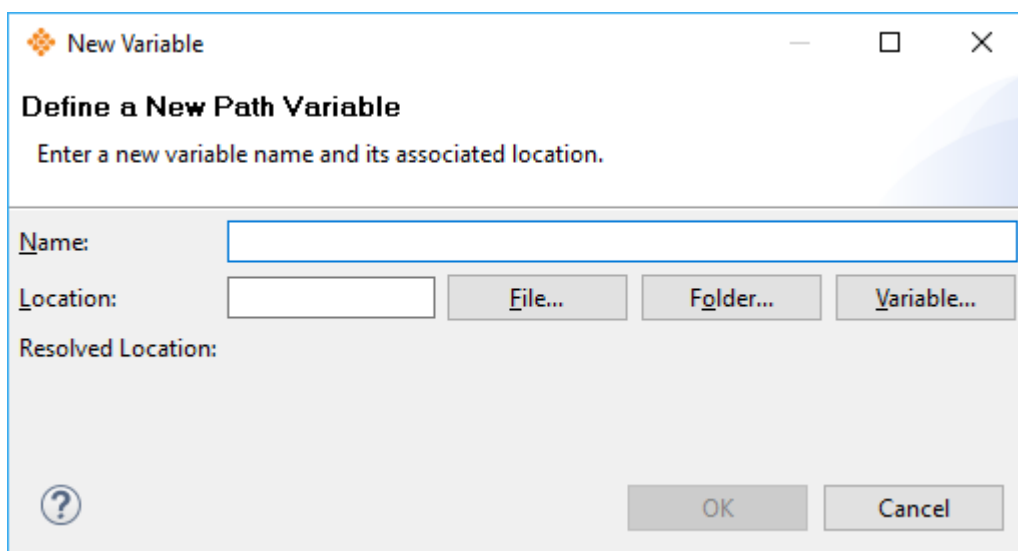 New Variable
Define a New Path Variable
Enter a new variable name and its associated location.
Name:
Location: File... Folder... Variable...
Resolved Location:
? OK Cancel